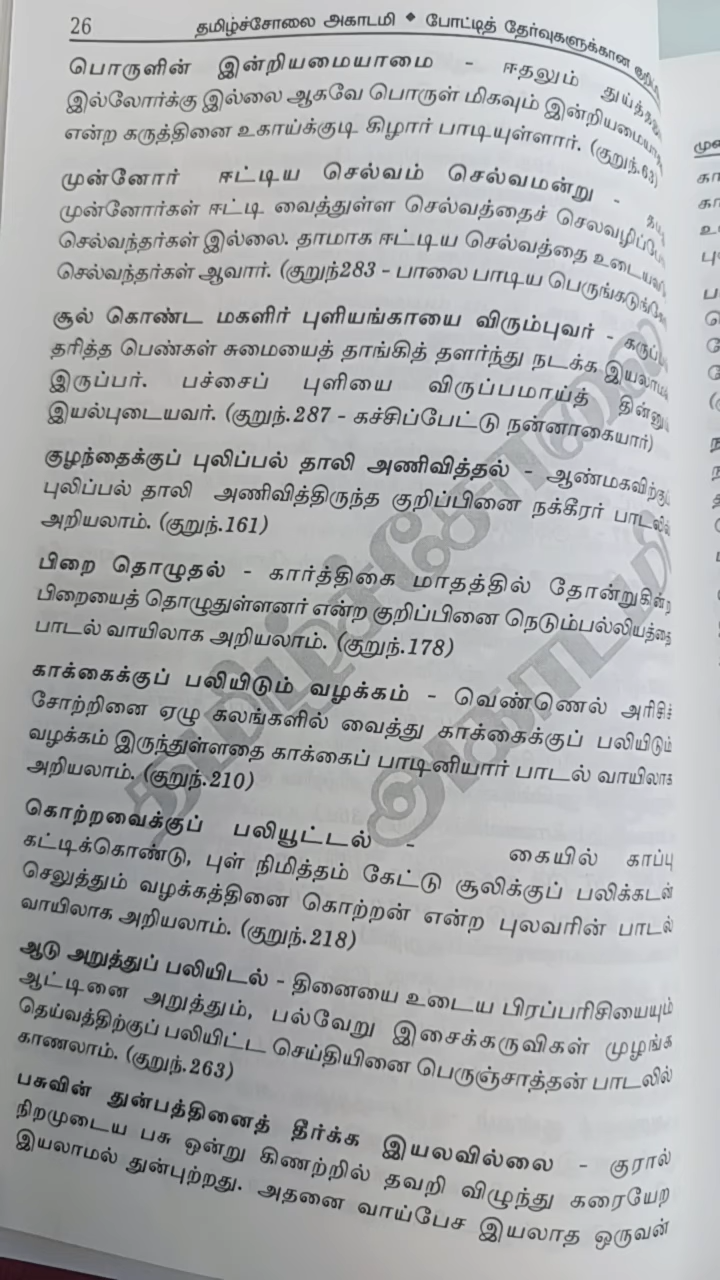 26 தமிழ்ச்சோலை அகாடமி ◆ போட்டித் தேர்வுகளுக்கான
பொருளின் இன்றியமையாமை - ஈதலும்
இல்லோர்க்கு இல்லை ஆகவே பொருள் மிகவும்
என்ற கருத்தினை உகாய்க்குடி கிழார் பாடியுள்ளார். (குறுந்.63)
முன்னோர் ஈட்டிய செல்வம் செல்வமன்று -
முன்னோர்கள் ஈட்டி வைத்துள்ள செல்வத்தைச்
செல்வந்தர்கள் இல்லை. தாமாக ஈட்டிய செல்வத்தை
செல்வந்தர்கள் ஆவார். (குறுந்283 - பாலை பாடிய
சூல் கொண்ட மகளிர் புளியங்காயை விரும்புவர் -
தரித்த பெண்கள் சுமையைத் தாங்கித் தளர்ந்து நடக்க
இருப்பர். பச்சைப் புளியை விருப்பமாய்த்
இயல்புடையவர். (குறுந்.287 - கச்சிப்பேட்டு நன்னாகையார்)
குழந்தைக்குப் புலிப்பல் தாலி அணிவித்தல் - ஆண்மகவிற்கு
புலிப்பல் தாலி அணிவித்திருந்த குறிப்பினை நக்கீரர் பாடலில்
அறியலாம். (குறுந்.161)
பிறை தொழுதல் - கார்த்திகை மாதத்தில் தோன்றுகின்ற
பிறையைத் தொழுதுள்ளனர் என்ற குறிப்பினை நெடும்பல்லியத்தை
பாடல் வாயிலாக அறியலாம். (குறுந்.178)
காக்கைக்குப் பலியிடும் வழக்கம் - வெண்ணெல் அரிசிச்
சோற்றினை ஏழு கலங்களில் வைத்து காக்கைக்குப் பலியிடும்
வழக்கம் இருந்துள்ளதை காக்கைப் பாடினியார் பாடல் வாயிலாக
அறியலாம். (குறுந்.210)
கொற்றவைக்குப் பலியூட்டல் - கையில் காப்பு
கட்டிக்கொண்டு, புள் நிமித்தம் கேட்டு சூலிக்குப் பலிக்கடன்
செலுத்தும் வழக்கத்தினை கொற்றன் என்ற புலவரின் பாடல்
வாயிலாக அறியலாம். (குறுந்.218)
ஆடு அறுத்துப் பலியிடல் - தினையை உடைய பிரப்பரிசியையும்
ஆட்டினை அறுத்தும், பல்வேறு இசைக்கருவிகள் முழங்க
தெய்வத்திற்குப் பலியிட்ட செய்தியினை பெருஞ்சாத்தன் பாடலில்
காணலாம். (குறுந்.263)
பசுவின் துன்பத்தினைத் தீர்க்க இயலவில்லை - குரால்
நிறமுடைய பசு ஒன்று கிணற்றில் தவறி விழுந்து கரையேற
இயலாமல் துன்புற்றது. அதனை வாய்பேச இயலாத ஒருவன்
தமிழ்ச்சோலை
அகாடமி